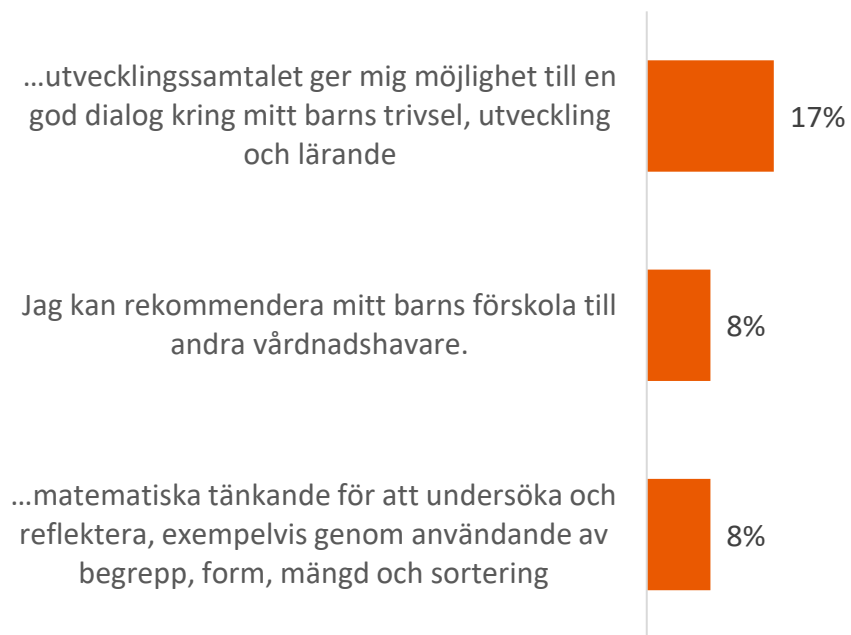 ...utvecklingssamtalet ger mig möjlighet till en
god dialog kring mitt barns trivsel, utveckling
och lärande
17%
Jag kan rekommendera mitt barns förskola till
andra vårdnadshavare.
8%
...matematiska tänkande för att undersöka och
reflektera, exempelvis genom användande av
begrepp, form, mängd och sortering
8%